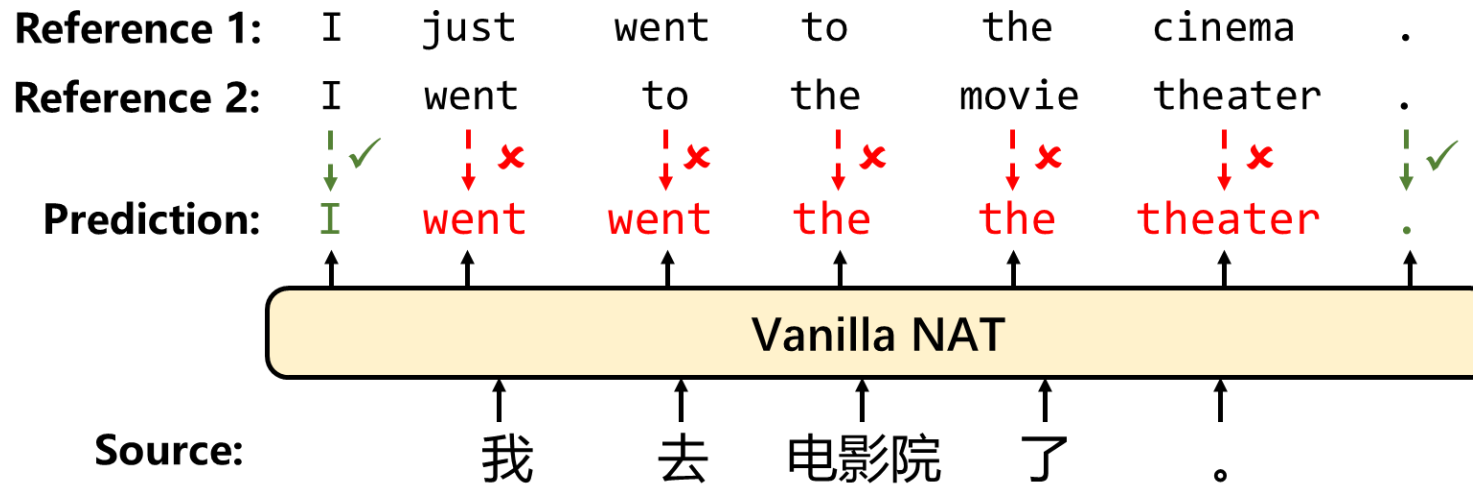 Reference 1: I just went to the cinema .
Reference 2: I went to the movie theater .
✓ ✘ ✘ ✘ ✘ ✘ ✓
Prediction: I went went the the theater .
Vanilla NAT
Source: 我 去 电影院 了 。